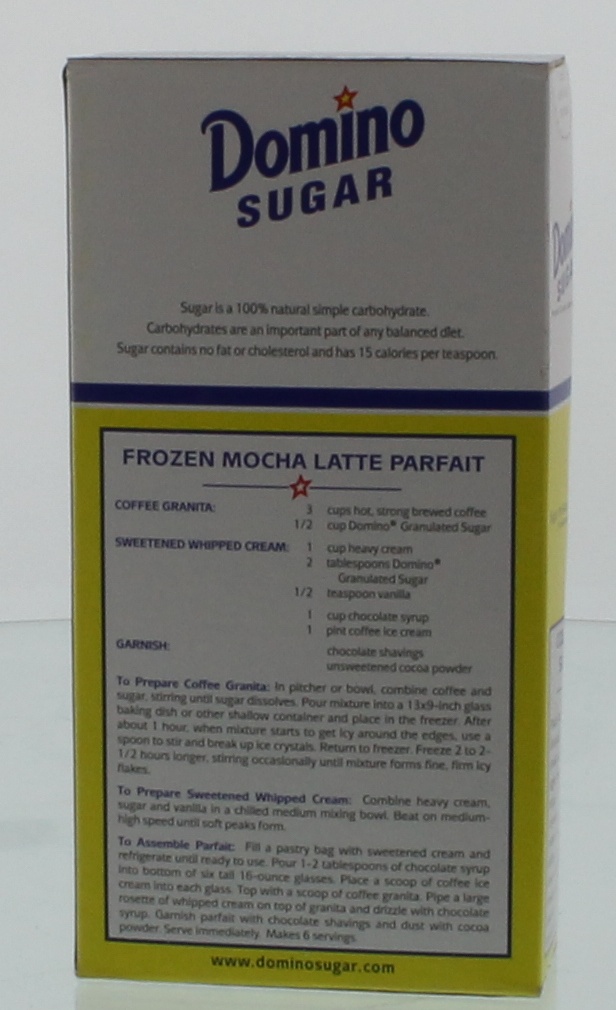 Domino
SUGAR
Sugar is a 100% natural simple carbohydrate.
Carbohydrates are an important part of any balanced diet.
Sugar contains no fat or cholesterol and has 15 calories per teaspoon.
FROZEN MOCHA LATTE PARFAIT
COFFEE GRANITA: 3 cups hot, strong brewed coffee
1/2 cup Domino® Granulated Sugar
SWEETENED WHIPPED CREAM: 1 cup heavy cream
2 tablespoons Domino®
Granulated Sugar
1/2 teaspoon vanilla
1 cup chocolate syrup
1 pint coffee ice cream
GARNISH: chocolate shavings
unsweetened cocoa powder
To Prepare Coffee Granita: In pitcher or bowl, combine coffee and
sugar, stirring until sugar dissolves. Pour mixture into a 13x9-inch glass
baking dish or other shallow container and place in the freezer. After
about 1 hour, when mixture starts to get icy around the edges, use a
spoon to stir and break up ice crystals. Return to freezer. Freeze 2 to 2-
1/2 hours longer, stirring occasionally until mixture forms fine, firm icy
flakes.
To Prepare Sweetened Whipped Cream: Combine heavy cream,
sugar and vanilla in a chilled medium mixing bowl. Beat on medium-
high speed until soft peaks form.
To Assemble Parfait: Fill a pastry bag with sweetened cream and
refrigerate until ready to use. Pour 1-2 tablespoons of chocolate syrup
into bottom of six tall 16-ounce glasses. Place a scoop of coffee ice
cream into each glass. Top with a scoop of coffee granita. Pipe a large
rosette of whipped cream on top of granita and drizzle with chocolate
syrup. Garnish parfait with chocolate shavings and dust with cocoa
powder. Serve immediately. Makes 6 servings.
www.dominosugar.com